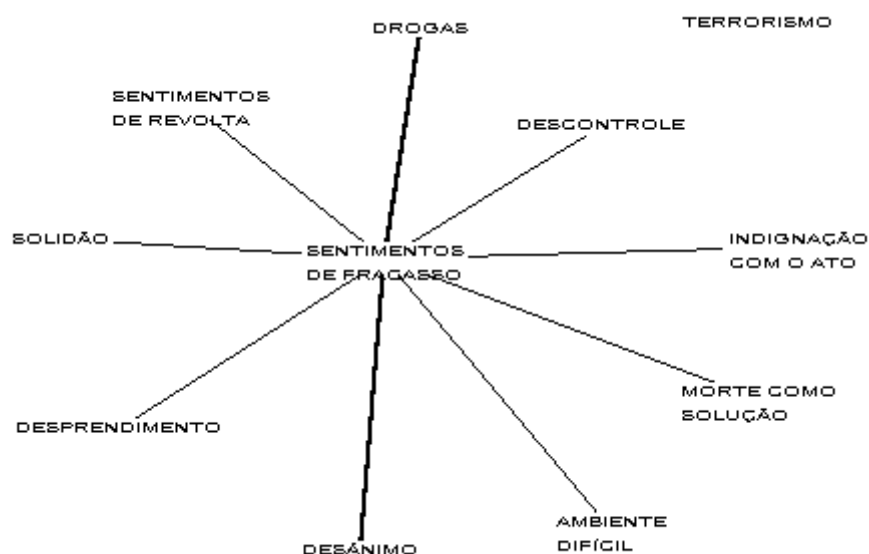 DROGAS
TERRORISMO
SENTIMENTOS
DE REVOLTA
DESCONTROLE
SOLIDÃO
SENTIMENTOS
DE FRACASSO
INDIGNAÇÃO
COM O ATO
MORTE COMO
SOLUÇÃO
DESPRENDIMENTO
AMBIENTE
DIFÍCIL
DESÂNIMO